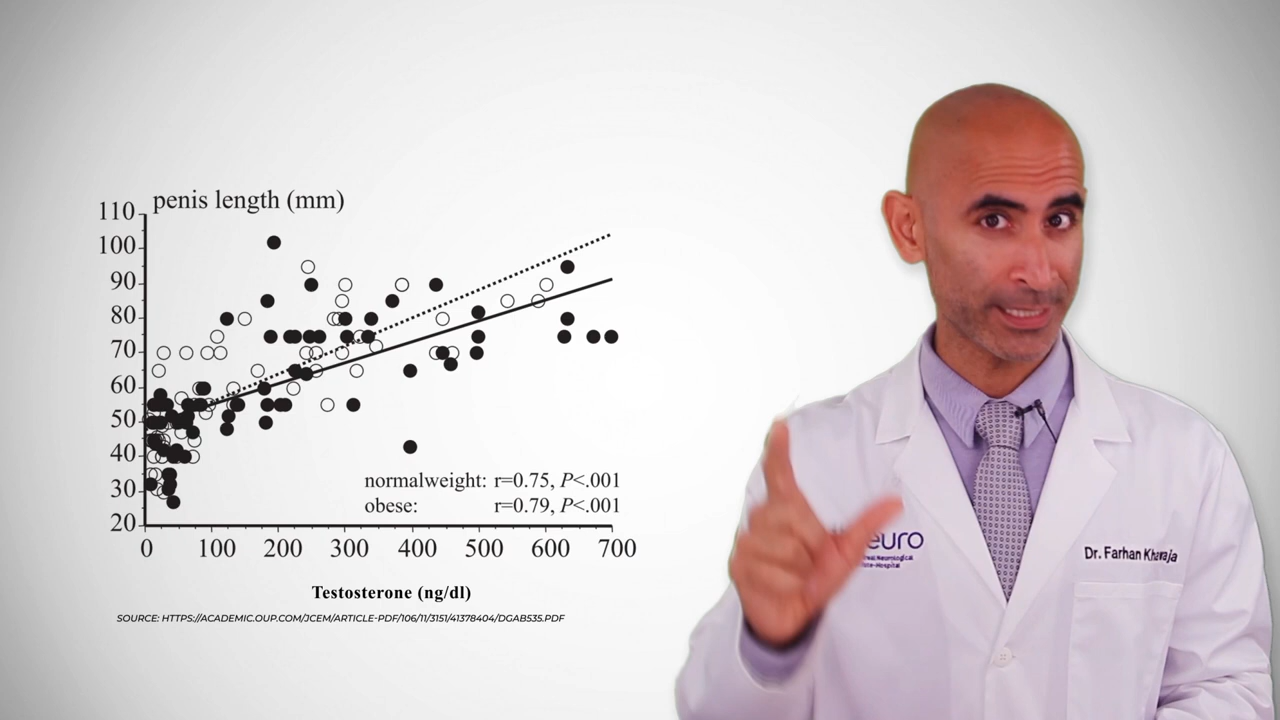 penis length (mm)
110
100
90
80
70
60
50
40
30
20
normalweight: r=0.75, P<.001
obese: r=0.79, P<.001
0 100 200 300 400 500 600 700
Testosterone (ng/dl)
SOURCE: HTTPS://ACADEMIC.OUP.COM/JCEM/ARTICLE-PDF/106/11/3151/41378404/DGAB535.PDF
Dr. Farhan Khawaja